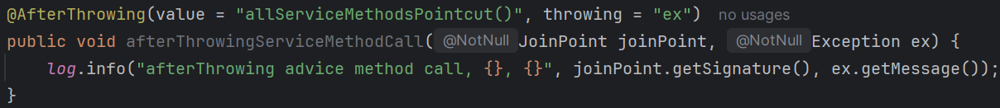 @AfterThrowing(value = "allServiceMethodsPointcut()", throwing = "ex") no usages
public void afterThrowingServiceMethodCall( @NotNull JoinPoint joinPoint, @NotNull Exception ex) {
    log.info("afterThrowing advice method call, {}, {}", joinPoint.getSignature(), ex.getMessage());
}